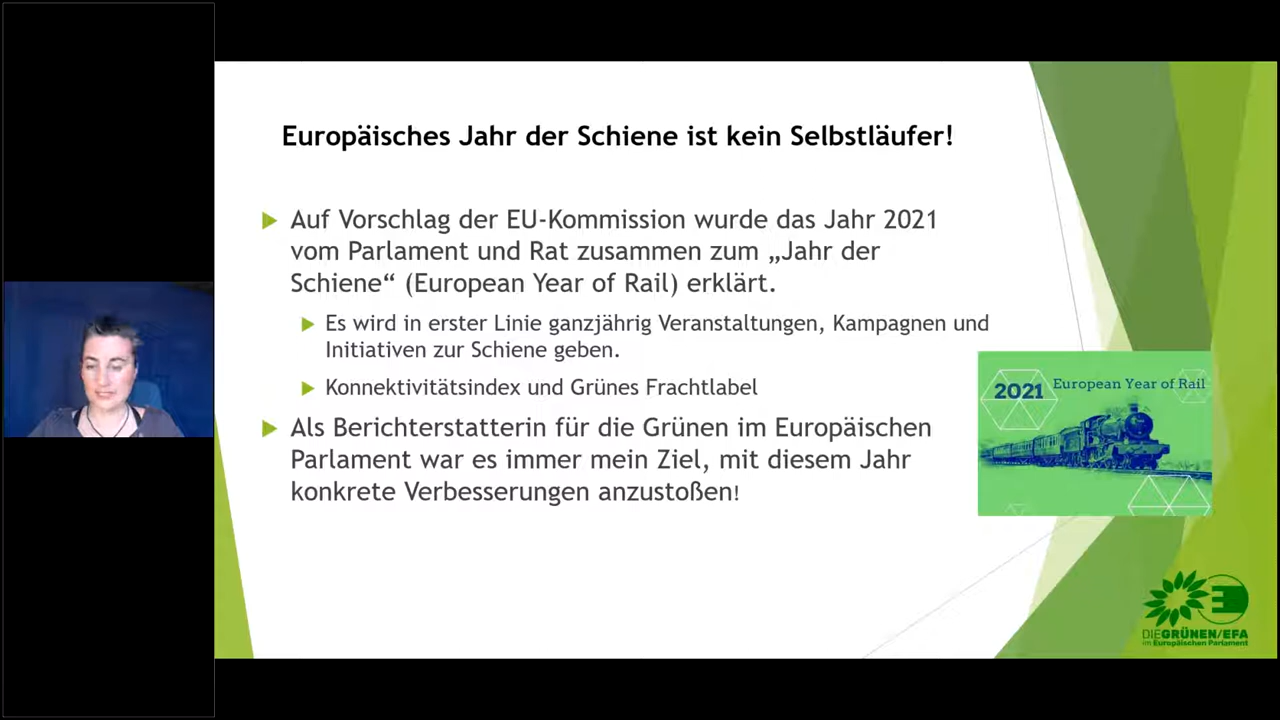 Europäisches Jahr der Schiene ist kein Selbstläufer!
Auf Vorschlag der EU-Kommission wurde das Jahr 2021
vom Parlament und Rat zusammen zum „Jahr der
Schiene“ (European Year of Rail) erklärt.
Es wird in erster Linie ganzjährig Veranstaltungen, Kampagnen und
Initiativen zur Schiene geben.
Konnektivitätsindex und Grünes Frachtlabel
Als Berichterstatterin für die Grünen im Europäischen
Parlament war es immer mein Ziel, mit diesem Jahr
konkrete Verbesserungen anzustoßen!
2021 European Year of Rail
DIEGRÜNEN/EFA
im Europäischen Parlament